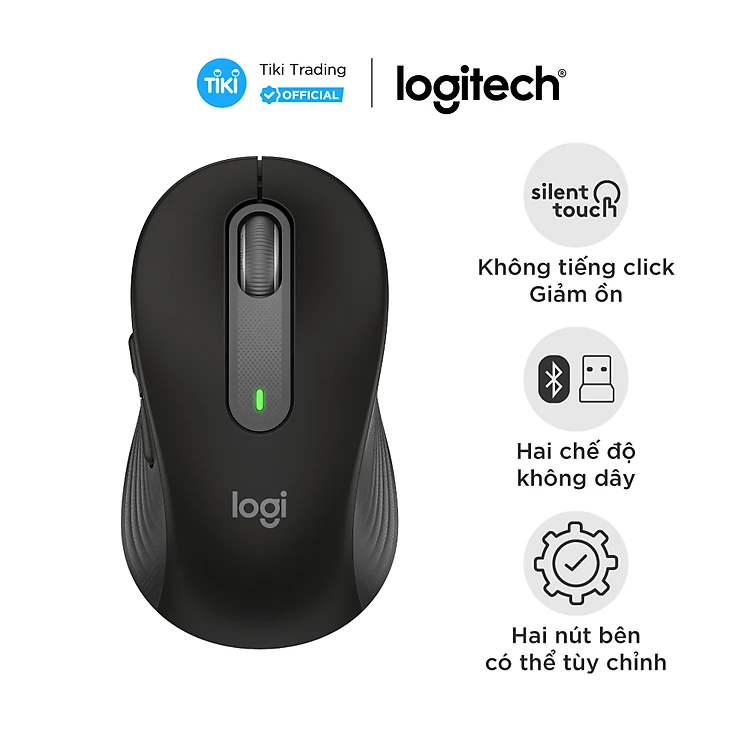 TIKI
Tiki Trading
OFFICIAL
logitech®
silent
touch
Không tiếng click
Giảm ồn
Hai chế độ
không dây
logi
Hai nút bên
có thể tùy chỉnh